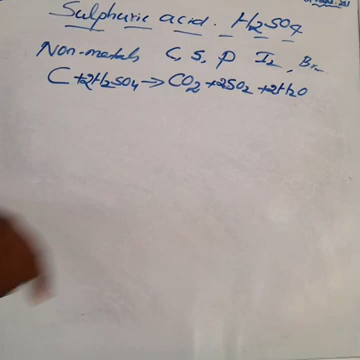 Sulphuric acid. H2SO4
Non-metals C, S, P I2, Br2
C + 2H2SO4 → CO2 + 2SO2 + 2H2O